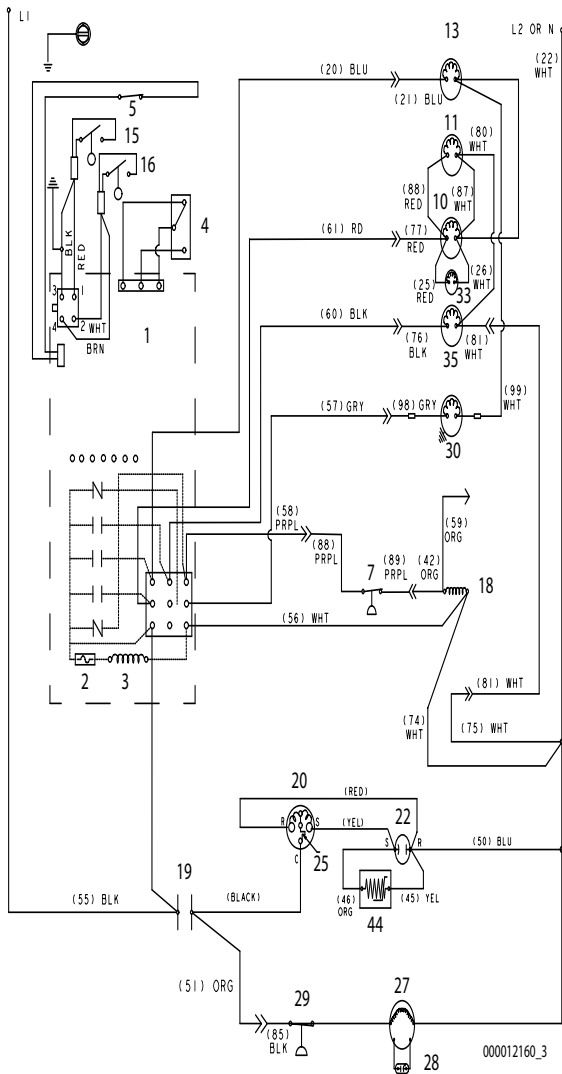 L1
13
L2 OR N
(22)
WHT
(20) BLU
(21) BLU
5
15
11
(80)
WHT
16
(88)
RED
(87)
WHT
10
4
(61) RD
(77)
RED
BLK
RED
(25)
RED
(26)
WHT
33
3
1
4
2
WHT
BRN
1
(60) BLK
(76)
BLK
(81)
WHT
35
(57) GRY
(98) GRY
(99)
WHT
30
(58)
PRPL
(88)
PRPL
(59)
ORG
7
(89)
PRPL
(42)
ORG
18
(56) WHT
2
3
(81) WHT
(74)
WHT
(75) WHT
20
(RED)
R
S
(YEL)
22
S
R
(50) BLU
25
C
19
(55) BLK
(BLACK)
(46)
ORG
(45) YEL
44
(51) ORG
29
27
(85)
BLK
28
000012160_3